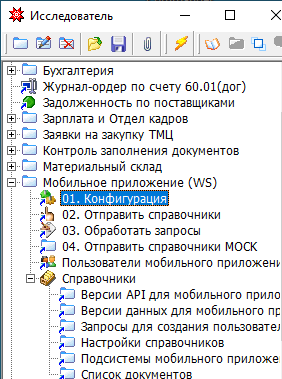 Исследователь
Бухгалтерия
Журнал-ордер по счету 60.01(дог)
Задолженность по поставщиками
Зарплата и Отдел кадров
Заявки на закупку ТМЦ
Контроль заполнения документов
Материальный склад
Мобильное приложение (WS)
01. Конфигурация
02. Отправить справочники
03. Обработать запросы
04. Отправить справочники МОСК
Пользователи мобильного приложени
Справочники
Версии API для мобильного прило
Версии данных для мобильного пр
Запросы для создания пользовател
Настройки справочников
Подсистемы мобильного приложе
Список документов